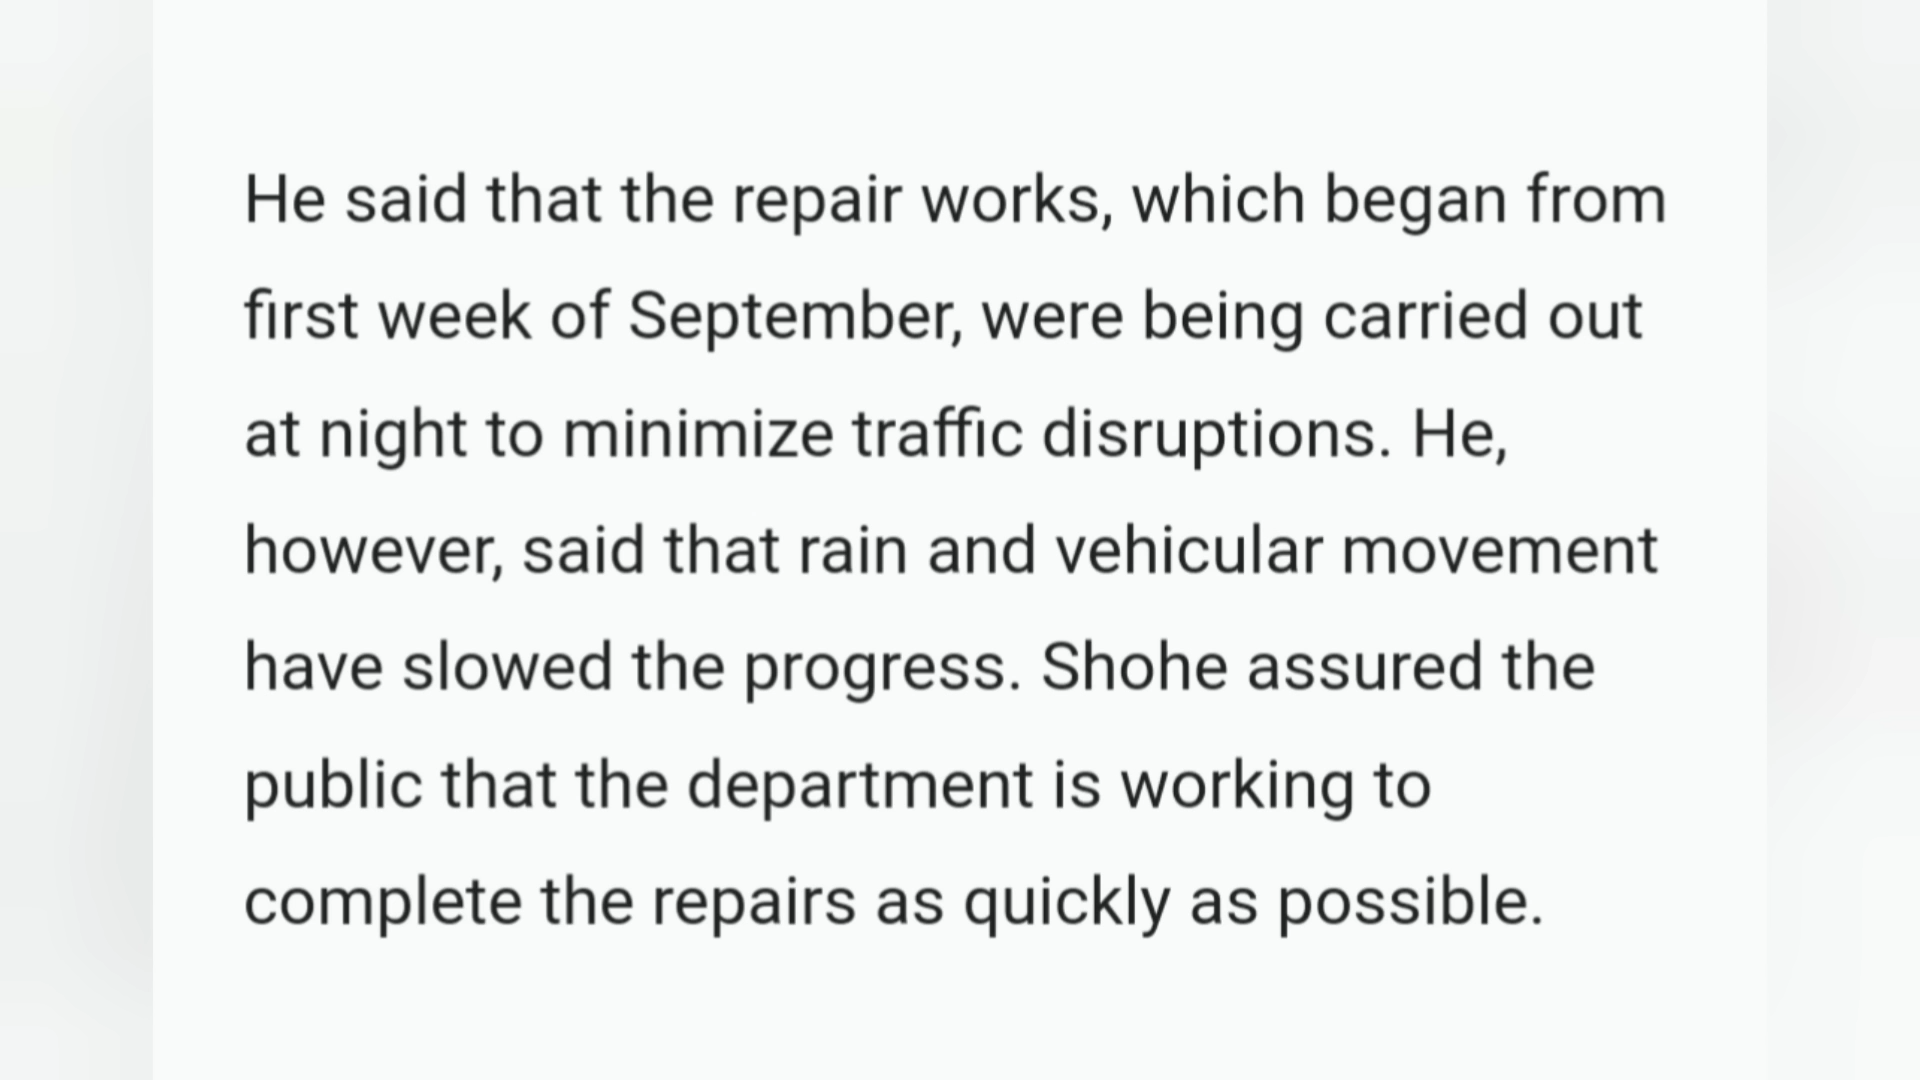 He said that the repair works, which began from
first week of September, were being carried out
at night to minimize traffic disruptions. He,
however, said that rain and vehicular movement
have slowed the progress. Shohe assured the
public that the department is working to
complete the repairs as quickly as possible.